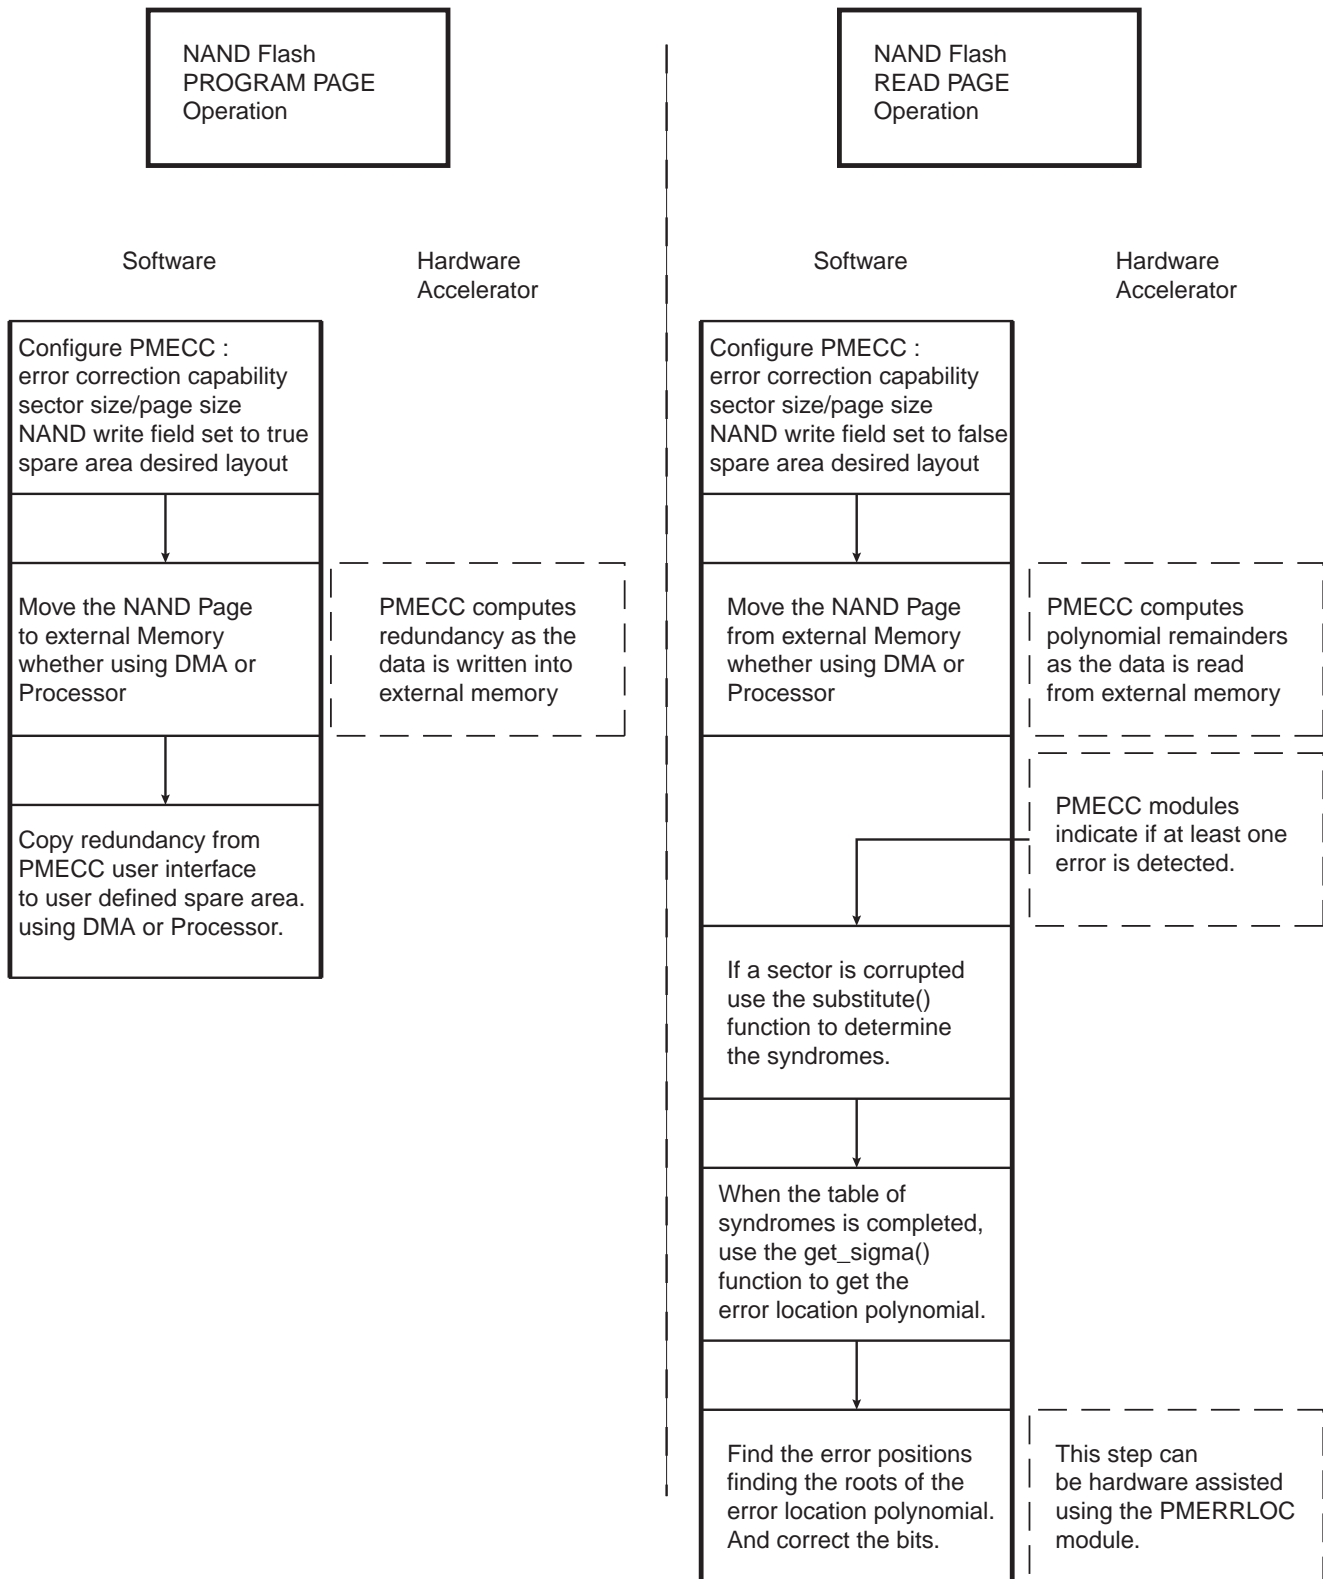 NAND Flash
PROGRAM PAGE
Operation
Software
Hardware
Accelerator
Configure PMECC :
error correction capability
sector size/page size
NAND write field set to true
spare area desired layout
Move the NAND Page
to external Memory
whether using DMA or
Processor
PMECC computes
redundancy as the
data is written into
external memory
Copy redundancy from
PMECC user interface
to user defined spare area.
using DMA or Processor.
NAND Flash
READ PAGE
Operation
Software
Hardware
Accelerator
Configure PMECC :
error correction capability
sector size/page size
NAND write field set to false
spare area desired layout
Move the NAND Page
from external Memory
whether using DMA or
Processor
PMECC computes
polynomial remainders
as the data is read
from external memory
PMECC modules
indicate if at least one
error is detected.
If a sector is corrupted
use the substitute()
function to determine
the syndromes.
When the table of
syndromes is completed,
use the get_sigma()
function to get the
error location polynomial.
Find the error positions
finding the roots of the
error location polynomial.
And correct the bits.
This step can
be hardware assisted
using the PMERRLOC
module.